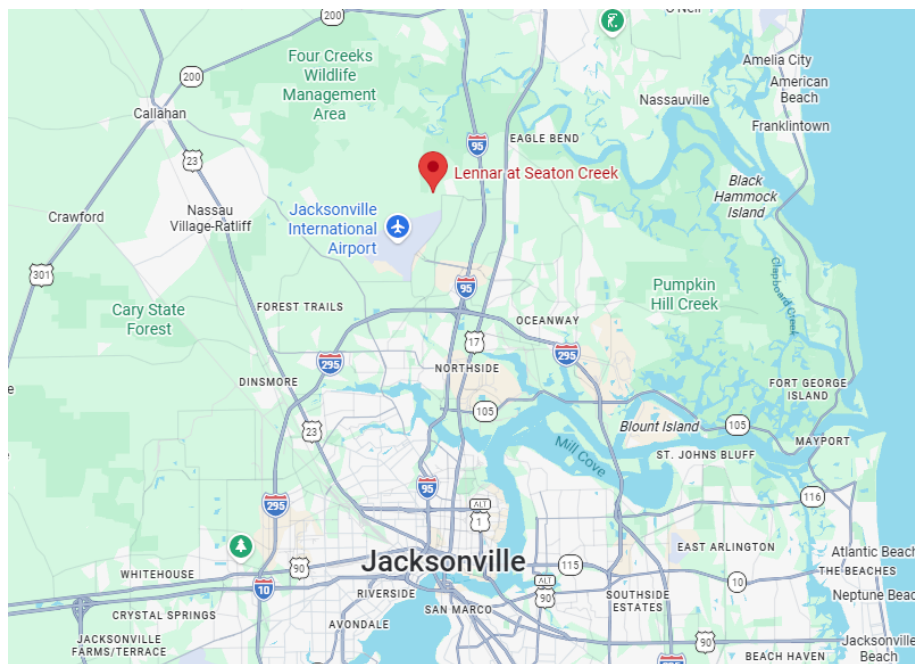 O'Neil
200
Four Creeks
Wildlife
Management
Area
Amelia City
American
Beach
200
Nassauville
Callahan
Franklintown
95
EAGLE BEND
23
Lennar at Seaton Creek
Black
Hammock
Island
Nassau
Village-Ratliff
Crawford
Jacksonville
International
Airport
301
Clapboard Creek
95
Pumpkin
Hill Creek
Cary State
Forest
FOREST TRAILS
OCEANWAY
17
295
295
NORTHSIDE
DINSMORE
FORT GEORGE
ISLAND
105
23
Blount Island
105
Mill Cove
MAYPORT
ST. JOHNS BLUFF
95
116
295
ALT
1
EAST ARLINGTON
Jacksonville
Atlantic Beach
90
115
THE BEACHES
WHITEHOUSE
ALT
90
10
10
RIVERSIDE
SOUTHSIDE
ESTATES
Neptune Beac
SAN MARCO
CRYSTAL SPRINGS
AVONDALE
JACKSONVILLE
FARMS/TERRACE
90
Jacksonville
Beach
BEACH HAVEN
295